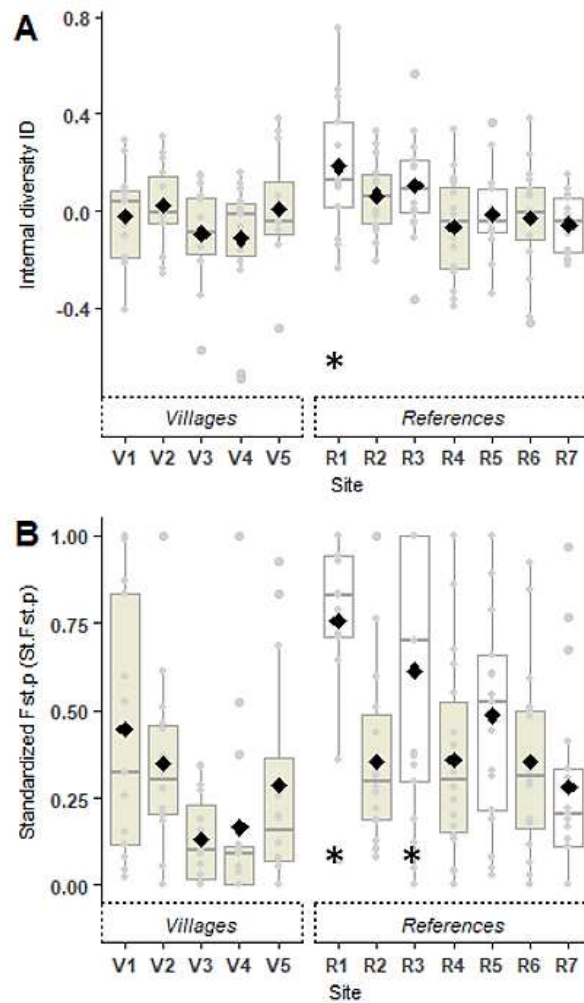 A
Internal diversity ID
0.8
0.4
0.0
-0.4
*
Villages
References
V1 V2 V3 V4 V5 R1 R2 R3 R4 R5 R6 R7
Site
B
Standardized Fst.p (St.Fst.p)
1.00
0.75
0.50
0.25
0.00
* *
Villages
References
V1 V2 V3 V4 V5 R1 R2 R3 R4 R5 R6 R7
Site